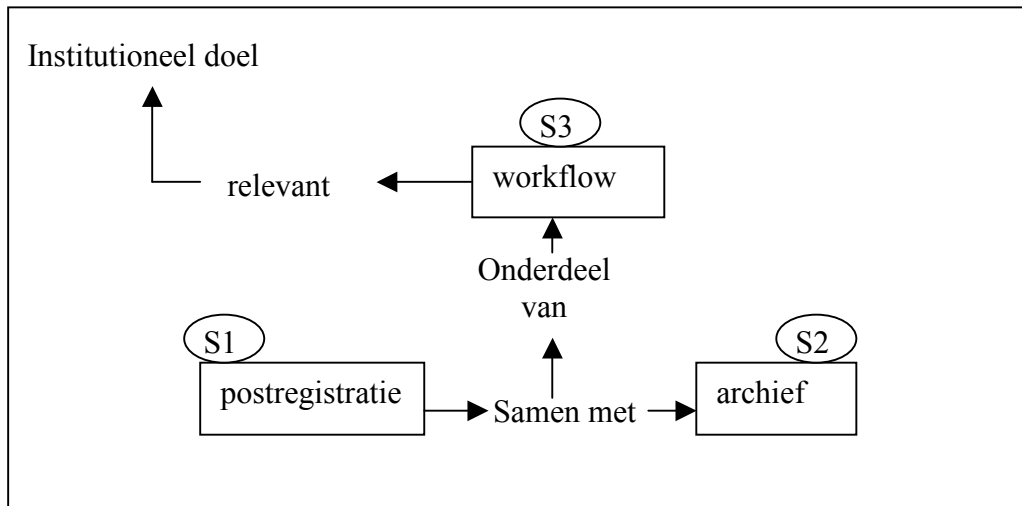 Institutioneel doel
S3
relevant
workflow
Onderdeel
van
S1
S2
postregistratie
Samen met
archief